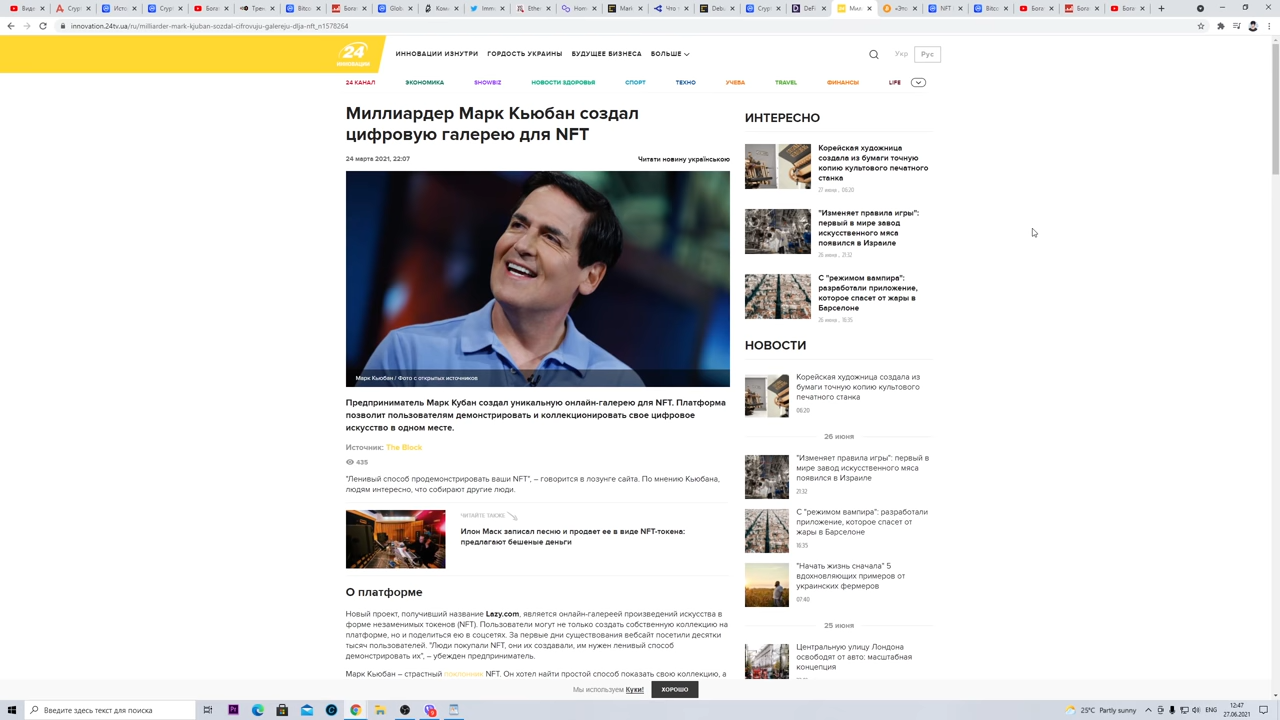 innovation.24tv.ua/ru/milliarder-mark-kjuban-sozdal-cifrovuju-galereju-dlja-nft_n1578264
24
ИННОВАЦИИ
ИННОВАЦИИ ИЗНУТРИ ГОРДОСТЬ УКРАИНЫ БУДУЩЕЕ БИЗНЕСА БОЛЬШЕ
Укр Рус
24 КАНАЛ ЭКОНОМИКА SHOWBIZ НОВОСТИ ЗДОРОВЬЯ СПОРТ ТЕХНО УЧЕБА TRAVEL ФИНАНСЫ LIFE
Миллиардер Марк Кьюбан создал
цифровую галерею для NFT
24 марта 2021, 22:07
Читати новину українською
Марк Кьюбан / Фото с открытых источников
Предприниматель Марк Кубан создал уникальную онлайн-галерею для NFT. Платформа
позволит пользователям демонстрировать и коллекционировать свое цифровое
искусство в одном месте.
Источник: The Block
435
"Ленивый способ продемонстрировать ваши NFT", – говорится в лозунге сайта. По мнению Кьюбана,
людям интересно, что собирают другие люди.
ЧИТАЙТЕ ТАКЖЕ
Илон Маск записал песню и продает ее в виде NFT-токена:
предлагают бешеные деньги
О платформе
Новый проект, получивший название Lazy.com, является онлайн-галереей произведений искусства в
форме незаменимых токенов (NFT). Пользователи могут не только создать собственную коллекцию на
платформе, но и поделиться ею в соцсетях. За первые дни существования вебсайт посетили десятки
тысяч пользователей. "Люди покупали NFT, они их создавали, им нужен ленивый способ
демонстрировать их", – убежден предприниматель.
Марк Кьюбан – страстный поклонник NFT. Он хотел найти простой способ показать свою коллекцию, а
ИНТЕРЕСНО
Корейская художница
создала из бумаги точную
копию культового печатного
станка
27 июня , 06:20
"Изменяет правила игры":
первый в мире завод
искусственного мяса
появился в Израиле
26 июня , 21:32
С "режимом вампира":
разработали приложение,
которое спасет от жары в
Барселоне
26 июня , 18:35
НОВОСТИ
Корейская художница создала из
бумаги точную копию культового
печатного станка
06:20
26 июня
"Изменяет правила игры": первый в
мире завод искусственного мяса
появился в Израиле
21:32
С "режимом вампира": разработали
приложение, которое спасет от
жары в Барселоне
18:35
"Начать жизнь сначала" 5
вдохновляющих примеров от
украинских фермеров
07:40
25 июня
Центральную улицу Лондона
освободят от авто: масштабная
концепция
Мы используем Куки! ХОРОШО
Введите здесь текст для поиска
25°C Partly sunny
ENG
12:47
27.06.2021